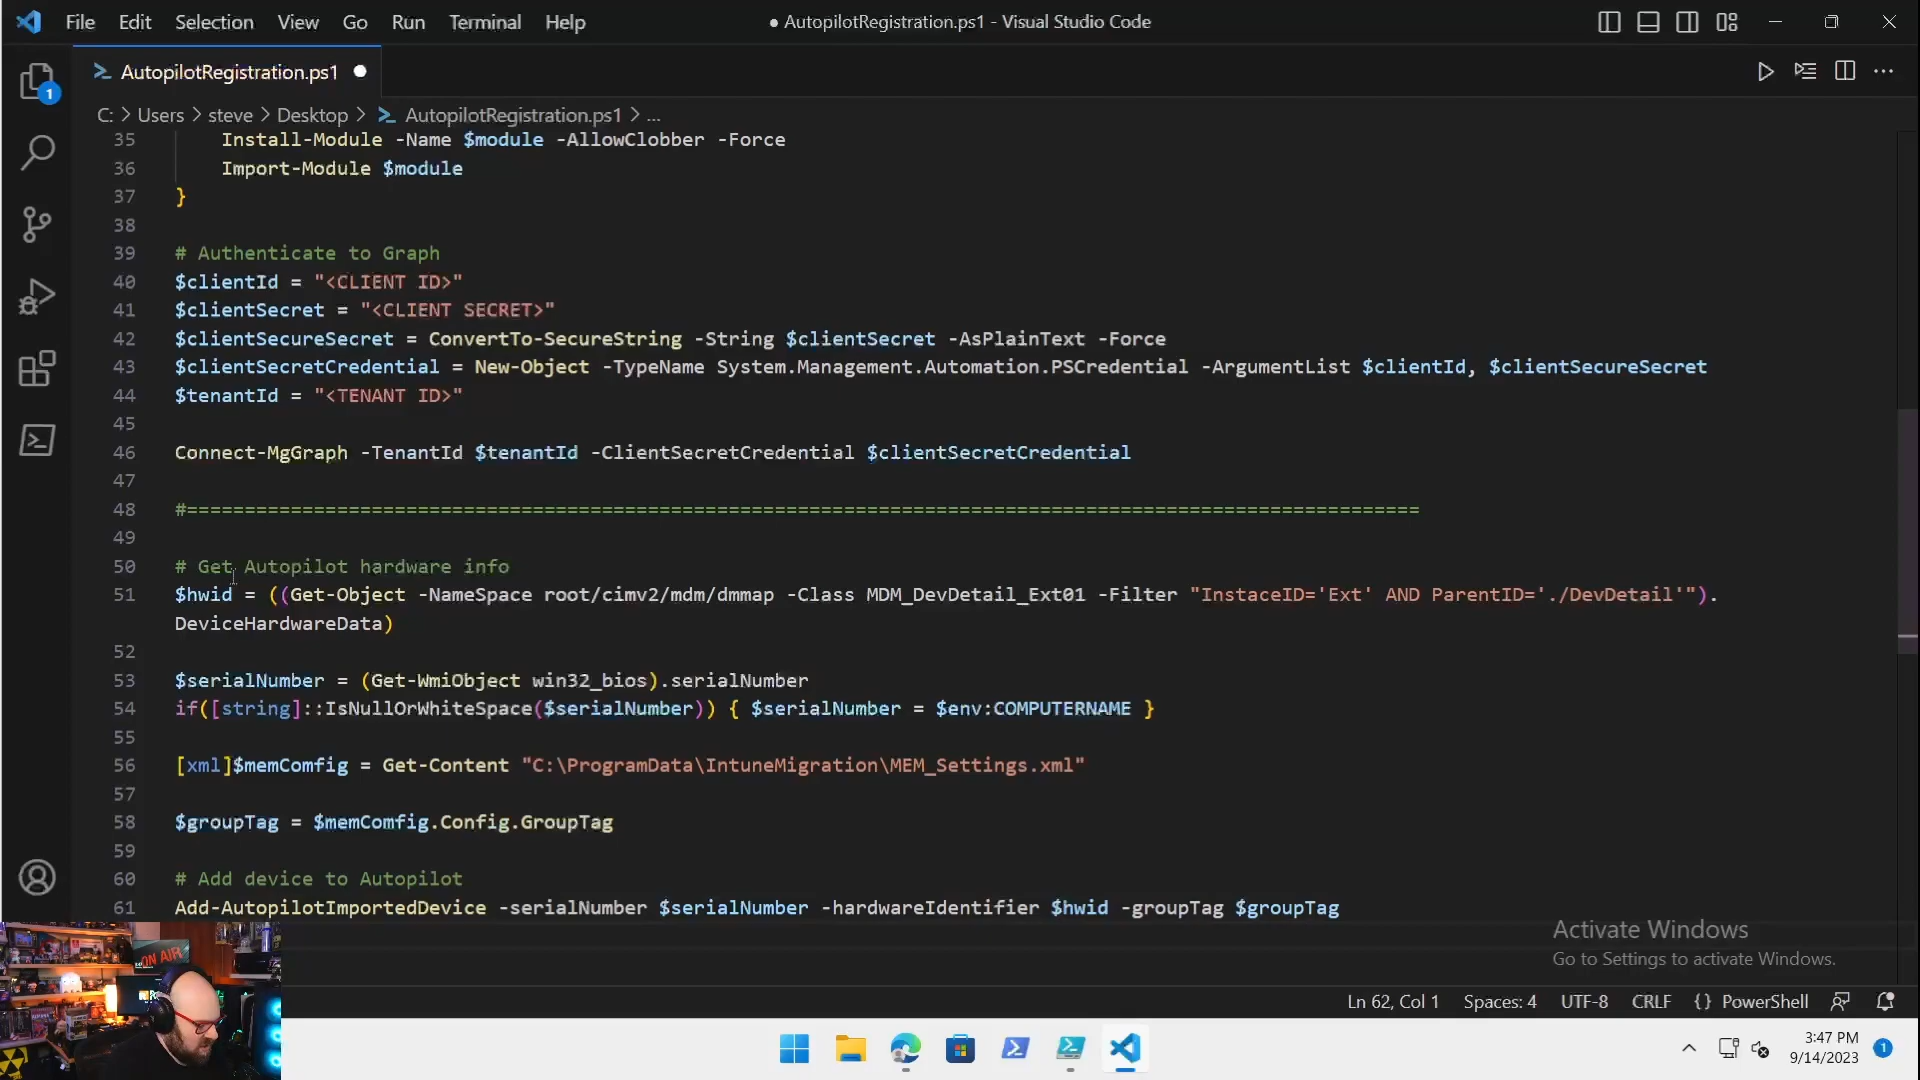 File Edit Selection View Go Run Terminal Help
● AutopilotRegistration.ps1 - Visual Studio Code
AutopilotRegistration.ps1 ●
C: > Users > steve > Desktop > AutopilotRegistration.ps1 > ...
1
35 Install-Module -Name $module -AllowClobber -Force
36 Import-Module $module
37 }
38
39 # Authenticate to Graph
40 $clientId = "<CLIENT ID>"
41 $clientSecret = "<CLIENT SECRET>"
42 $clientSecureSecret = ConvertTo-SecureString -String $clientSecret -AsPlainText -Force
43 $clientSecretCredential = New-Object -TypeName System.Management.Automation.PSCredential -ArgumentList $clientId, $clientSecureSecret
44 $tenantId = "<TENANT ID>"
45
46 Connect-MgGraph -TenantId $tenantId -ClientSecretCredential $clientSecretCredential
47
48 #===========================================================================================================
49
50 # Get Autopilot hardware info
51 $hwid = ((Get-Object -NameSpace root/cimv2/mdm/dmmap -Class MDM_DevDetail_Ext01 -Filter "InstaceID='Ext' AND ParentID='./DevDetail'").
DeviceHardwareData)
52
53 $serialNumber = (Get-WmiObject win32_bios).serialNumber
54 if([string]::IsNullOrWhiteSpace($serialNumber)) { $serialNumber = $env:COMPUTERNAME }
55
56 [xml]$memComfig = Get-Content "C:\ProgramData\IntuneMigration\MEM_Settings.xml"
57
58 $groupTag = $memComfig.Config.GroupTag
59
60 # Add device to Autopilot
61 Add-AutopilotImportedDevice -serialNumber $serialNumber -hardwareIdentifier $hwid -groupTag $groupTag
Activate Windows
Go to Settings to activate Windows.
ON AIR
Ln 62, Col 1 Spaces: 4 UTF-8 CRLF {} PowerShell
3:47 PM
9/14/2023
1